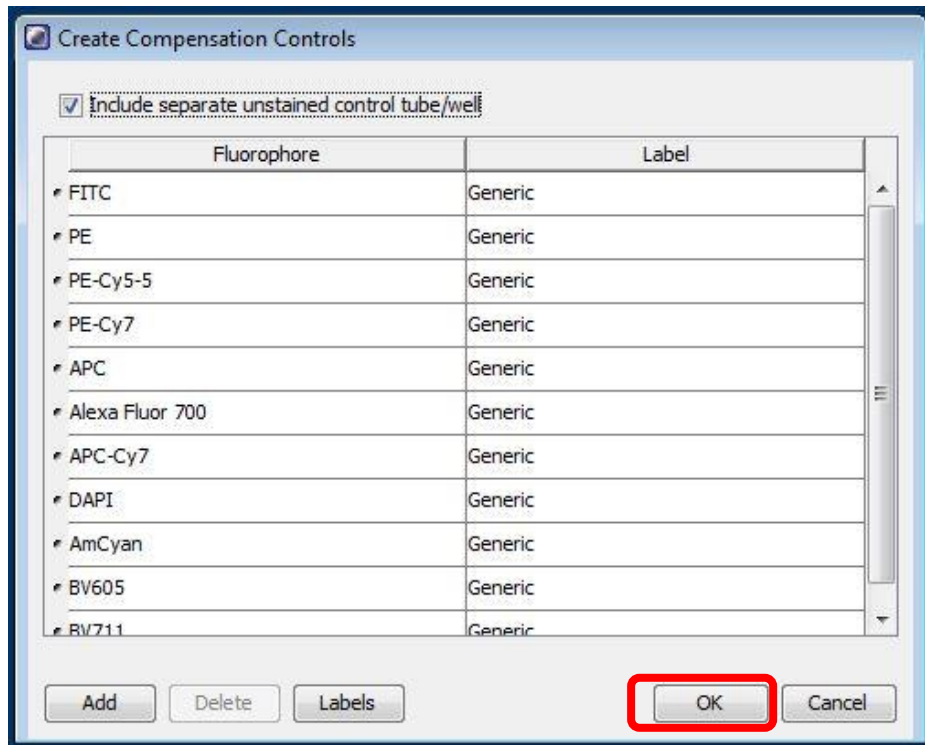 Create Compensation Controls
Include separate unstained control tube/well
Fluorophore Label
FITC Generic
PE Generic
PE-Cy5-5 Generic
PE-Cy7 Generic
APC Generic
Alexa Fluor 700 Generic
APC-Cy7 Generic
DAPI Generic
AmCyan Generic
BV605 Generic
BV711 Generic
Add Delete Labels OK Cancel